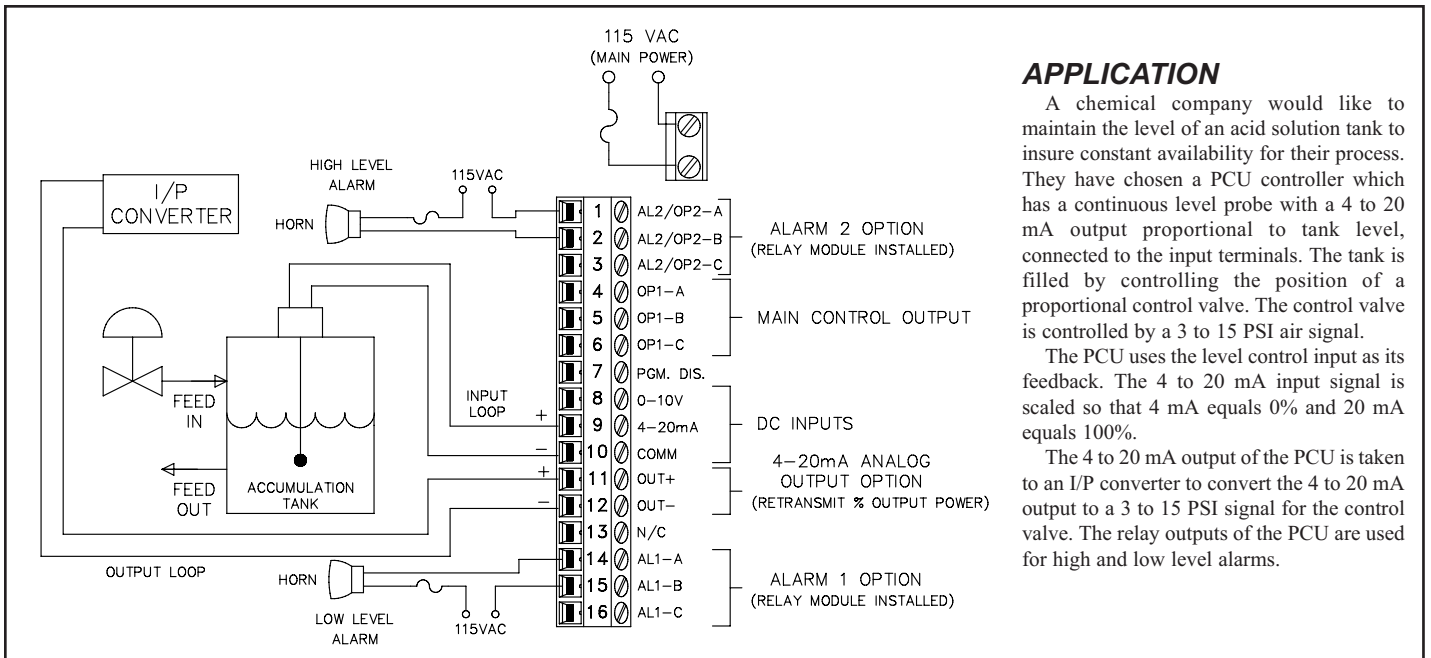 115 VAC
(MAIN POWER)
HIGH LEVEL
ALARM
115VAC
HORN
I/P
CONVERTER
1 AL2/OP2-A
2 AL2/OP2-B
3 AL2/OP2-C
ALARM 2 OPTION
(RELAY MODULE INSTALLED)
4 OP1-A
5 OP1-B
6 OP1-C
MAIN CONTROL OUTPUT
7 PGM. DIS.
8 0-10V
9 4-20mA
10 COMM
DC INPUTS
INPUT
LOOP
+
-
+
-
11 OUT+
12 OUT-
4-20mA ANALOG
OUTPUT OPTION
(RETRANSMIT % OUTPUT POWER)
13 N/C
14 AL1-A
15 AL1-B
16 AL1-C
ALARM 1 OPTION
(RELAY MODULE INSTALLED)
FEED
IN
FEED
OUT
ACCUMULATION
TANK
OUTPUT LOOP
HORN
LOW LEVEL
ALARM
115VAC
APPLICATION
A chemical company would like to
maintain the level of an acid solution tank to
insure constant availability for their process.
They have chosen a PCU controller which
has a continuous level probe with a 4 to 20
mA output proportional to tank level,
connected to the input terminals. The tank is
filled by controlling the position of a
proportional control valve. The control valve
is controlled by a 3 to 15 PSI air signal.
The PCU uses the level control input as its
feedback. The 4 to 20 mA input signal is
scaled so that 4 mA equals 0% and 20 mA
equals 100%.
The 4 to 20 mA output of the PCU is taken
to an I/P converter to convert the 4 to 20 mA
output to a 3 to 15 PSI signal for the control
valve. The relay outputs of the PCU are used
for high and low level alarms.